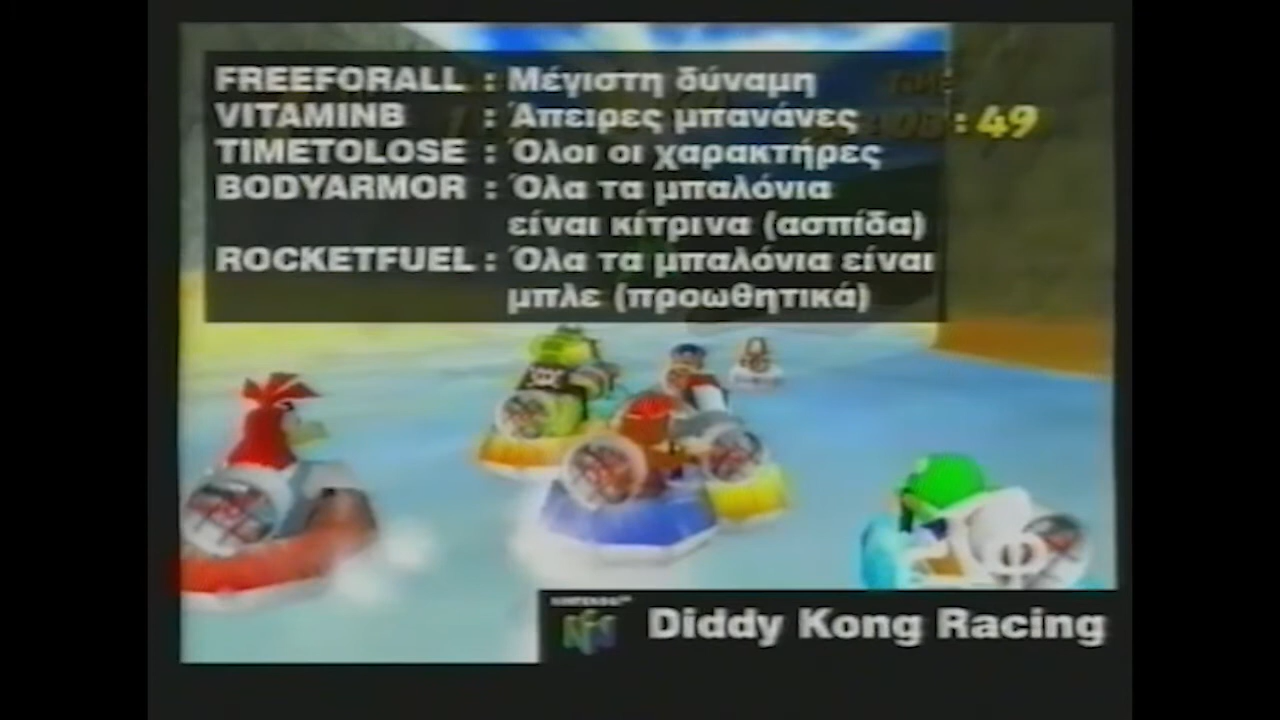 FREEFORALL : Μέγιστη δύναμη
VITAMINB : Άπειρες μπανάνες
TIMETOLOSE : Όλοι οι χαρακτήρες
BODYARMOR : Όλα τα μπαλόνια
είναι κίτρινα (ασπίδα)
ROCKETFUEL : Όλα τα μπαλόνια είναι
μπλε (προωθητικά)
:49
NINTENDO
Diddy Kong Racing